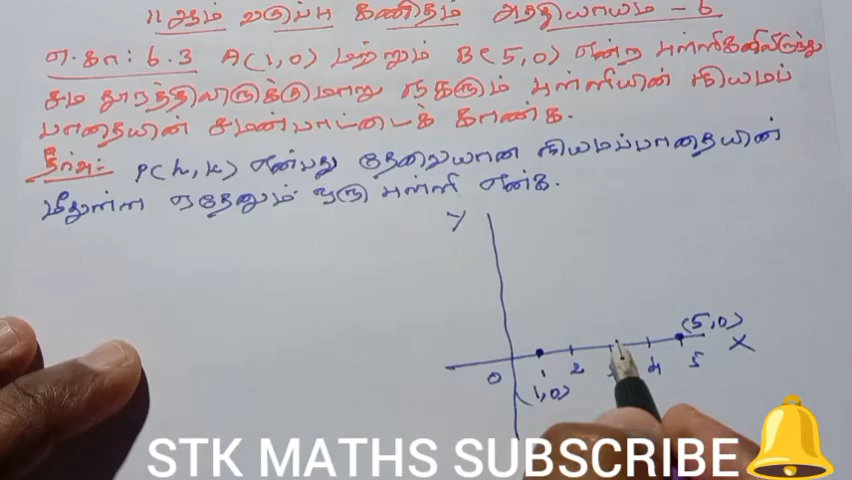 11 ஆம் வகுப்பு கணிதம் அத்தியாயம் - 6
எ.கா: 6.3 A(1,0) மற்றும் B(5,0) என்ற புள்ளிகளிலிருந்து
சம தூரத்திலிருக்குமாறு நகரும் புள்ளியின் நியமப்
பாதையின் சமன்பாட்டைக் காண்க.
தீர்வு: P(h,k) என்பது தேவையான நியமப்பாதையின்
மீதுள்ள ஏதேனும் ஒரு புள்ளி என்க.
Y
(5,0)
X
0 1 2 3 4 5
(1,0)
STK MATHS SUBSCRIBE